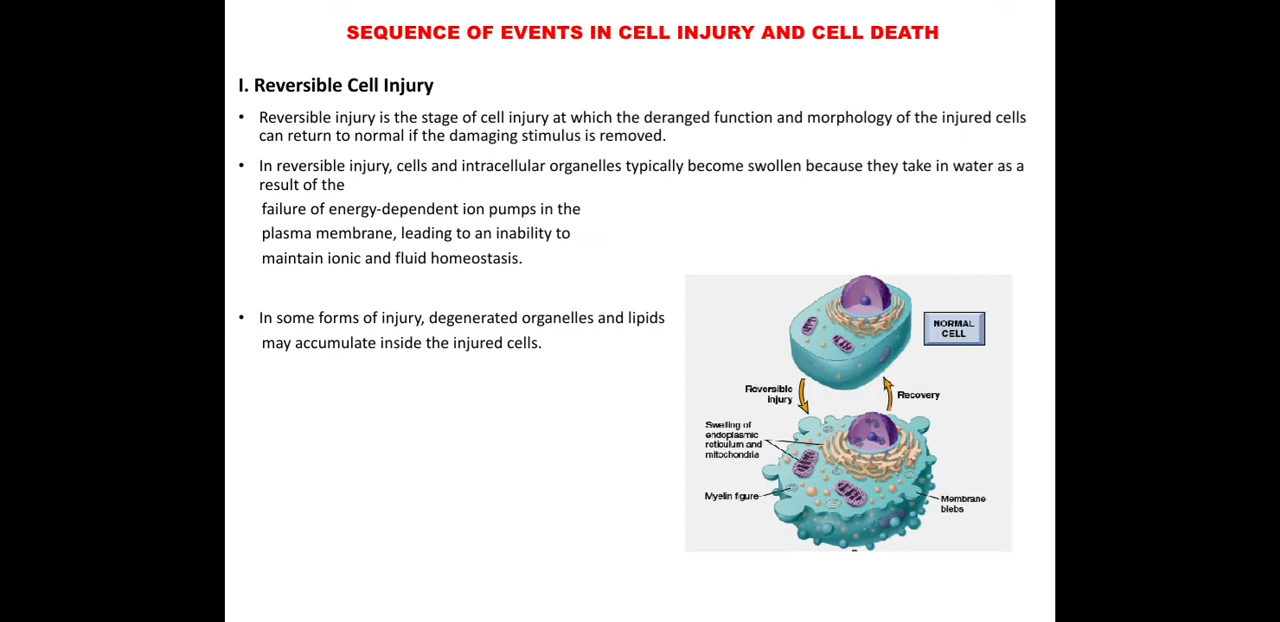 SEQUENCE OF EVENTS IN CELL INJURY AND CELL DEATH
I. Reversible Cell Injury
• Reversible injury is the stage of cell injury at which the deranged function and morphology of the injured cells
can return to normal if the damaging stimulus is removed.
• In reversible injury, cells and intracellular organelles typically become swollen because they take in water as a
result of the
failure of energy-dependent ion pumps in the
plasma membrane, leading to an inability to
maintain ionic and fluid homeostasis.
• In some forms of injury, degenerated organelles and lipids
may accumulate inside the injured cells.
NORMAL
CELL
Reversible
injury
Recovery
Swelling of
endoplasmic
reticulum and
mitochondria
Myelin figure
Membrane
blebs